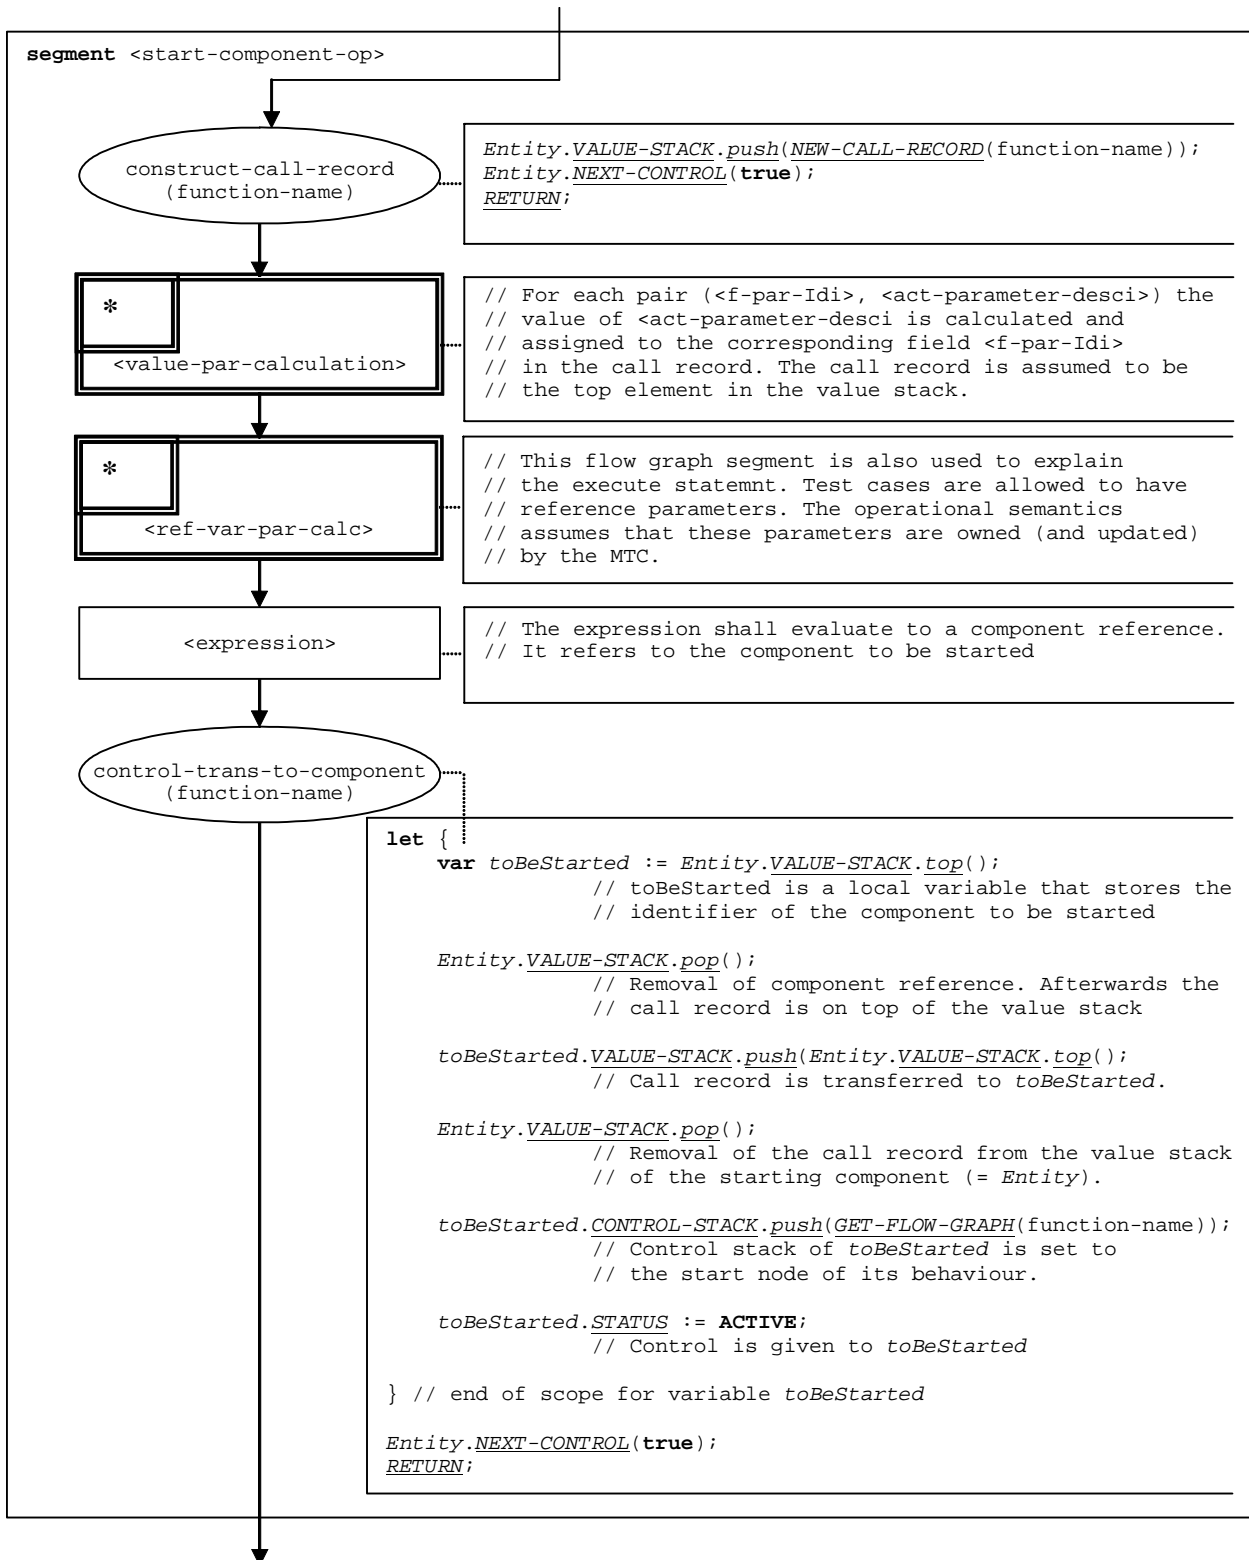 segment <start-component-op>
construct-call-record
(function-name)
Entity.VALUE-STACK.push(NEW-CALL-RECORD(function-name));
Entity.NEXT-CONTROL(true);
RETURN;
*
<value-par-calculation>
// For each pair (<f-par-Idi>, <act-parameter-desci>) the
// value of <act-parameter-desci is calculated and
// assigned to the corresponding field <f-par-Idi>
// in the call record. The call record is assumed to be
// the top element in the value stack.
*
<ref-var-par-calc>
// This flow graph segment is also used to explain
// the execute statemnt. Test cases are allowed to have
// reference parameters. The operational semantics
// assumes that these parameters are owned (and updated)
// by the MTC.
<expression>
// The expression shall evaluate to a component reference.
// It refers to the component to be started
control-trans-to-component
(function-name)
let {
var toBeStarted := Entity.VALUE-STACK.top();
// toBeStarted is a local variable that stores the
// identifier of the component to be started
Entity.VALUE-STACK.pop();
// Removal of component reference. Afterwards the
// call record is on top of the value stack
toBeStarted.VALUE-STACK.push(Entity.VALUE-STACK.top();
// Call record is transferred to toBeStarted.
Entity.VALUE-STACK.pop();
// Removal of the call record from the value stack
// of the starting component (= Entity).
toBeStarted.CONTROL-STACK.push(GET-FLOW-GRAPH(function-name));
// Control stack of toBeStarted is set to
// the start node of its behaviour.
toBeStarted.STATUS := ACTIVE;
// Control is given to toBeStarted
} // end of scope for variable toBeStarted
Entity.NEXT-CONTROL(true);
RETURN;